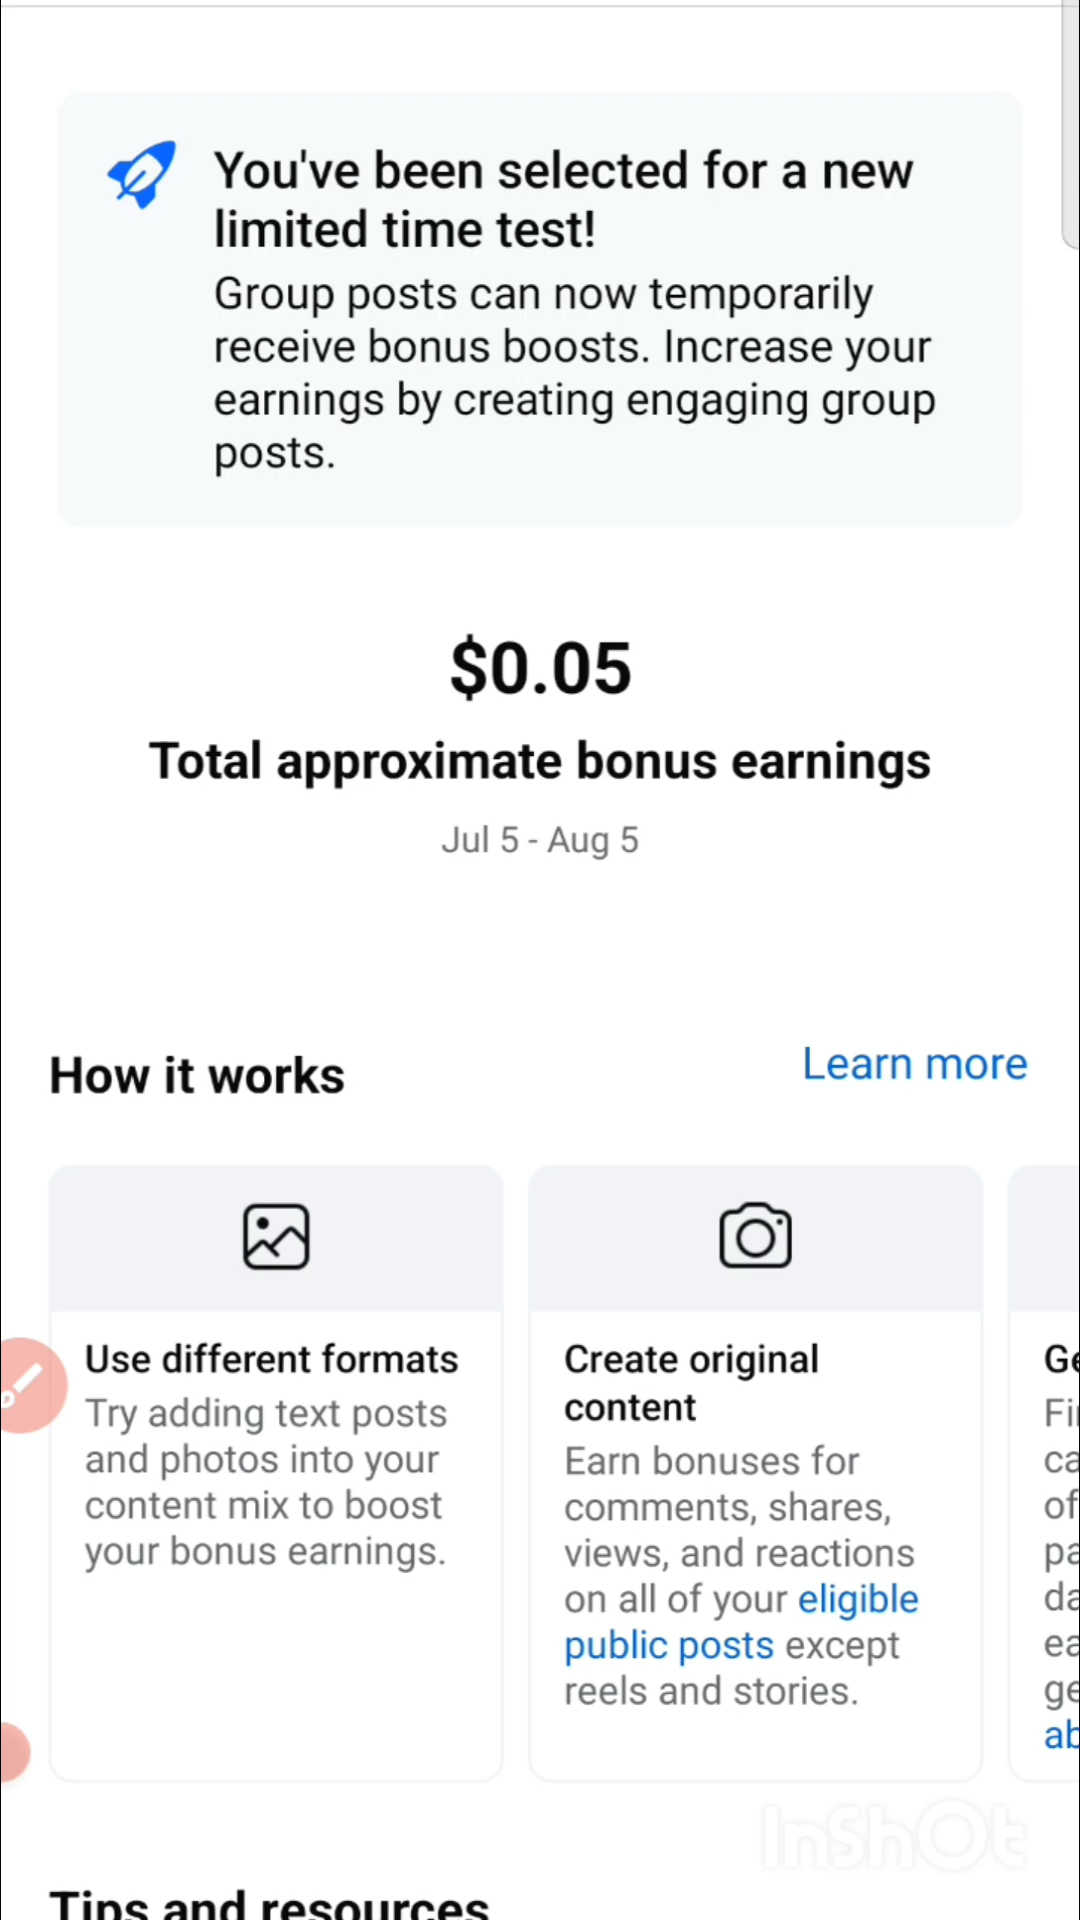 You've been selected for a new
limited time test!
Group posts can now temporarily
receive bonus boosts. Increase your
earnings by creating engaging group
posts.
$0.05
Total approximate bonus earnings
Jul 5 - Aug 5
How it works
Learn more
Use different formats
Try adding text posts
and photos into your
content mix to boost
your bonus earnings.
Create original
content
Earn bonuses for
comments, shares,
views, and reactions
on all of your eligible
public posts except
reels and stories.
InShOt
Tips and resources